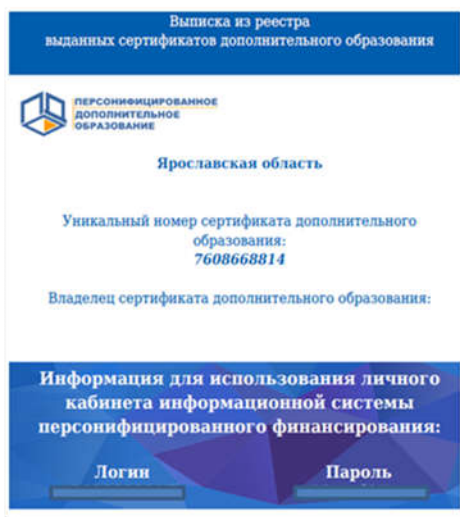 Выписка из реестра
выданных сертификатов дополнительного образования
ПЕРСОНИФИЦИРОВАННОЕ
ДОПОЛНИТЕЛЬНОЕ
ОБРАЗОВАНИЕ
Ярославская область
Уникальный номер сертификата дополнительного
образования:
7608668814
Владелец сертификата дополнительного образования:
Информация для использования личного
кабинета информационной системы
персонифицированного финансирования:
Логин Пароль